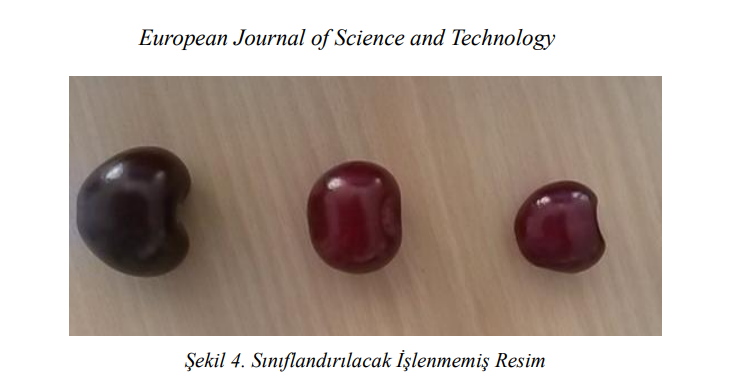 European Journal of Science and Technology
Şekil 4. Sınıflandırılacak İşlenmemiş Resim